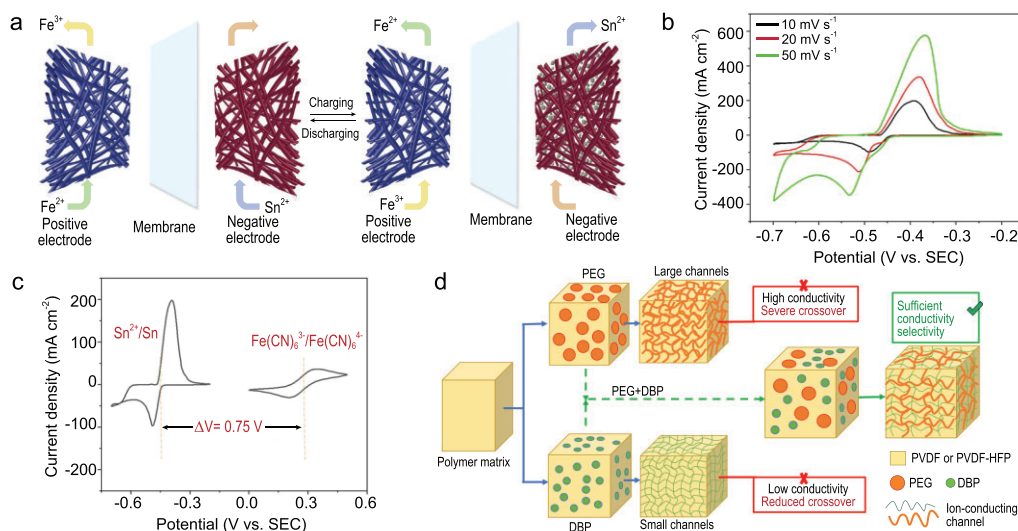 a
Fe³⁺
Fe²⁺
Sn²⁺
Charging
Discharging
Fe²⁺
Positive
electrode
Membrane
Sn²⁺
Negative
electrode
Fe³⁺
Positive
electrode
Membrane
Negative
electrode
b
10 mV s⁻¹
20 mV s⁻¹
50 mV s⁻¹
600
400
200
0
-200
-400
-0.7
-0.6
-0.5
-0.4
-0.3
-0.2
Current density (mA cm⁻²)
Potential (V vs. SEC)
c
Sn²⁺/Sn
Fe(CN)₆³⁻/Fe(CN)₆⁴⁻
ΔV= 0.75 V
200
100
0
-100
-200
-0.6
-0.3
0.0
0.3
0.6
Current density (mA cm⁻²)
Potential (V vs. SEC)
d
Polymer matrix
PEG
Large channels
High conductivity
Severe crossover
PEG+DBP
Sufficient
conductivity
selectivity
DBP
Small channels
Low conductivity
Reduced crossover
PVDF or PVDF-HFP
PEG
DBP
Ion-conducting
channel